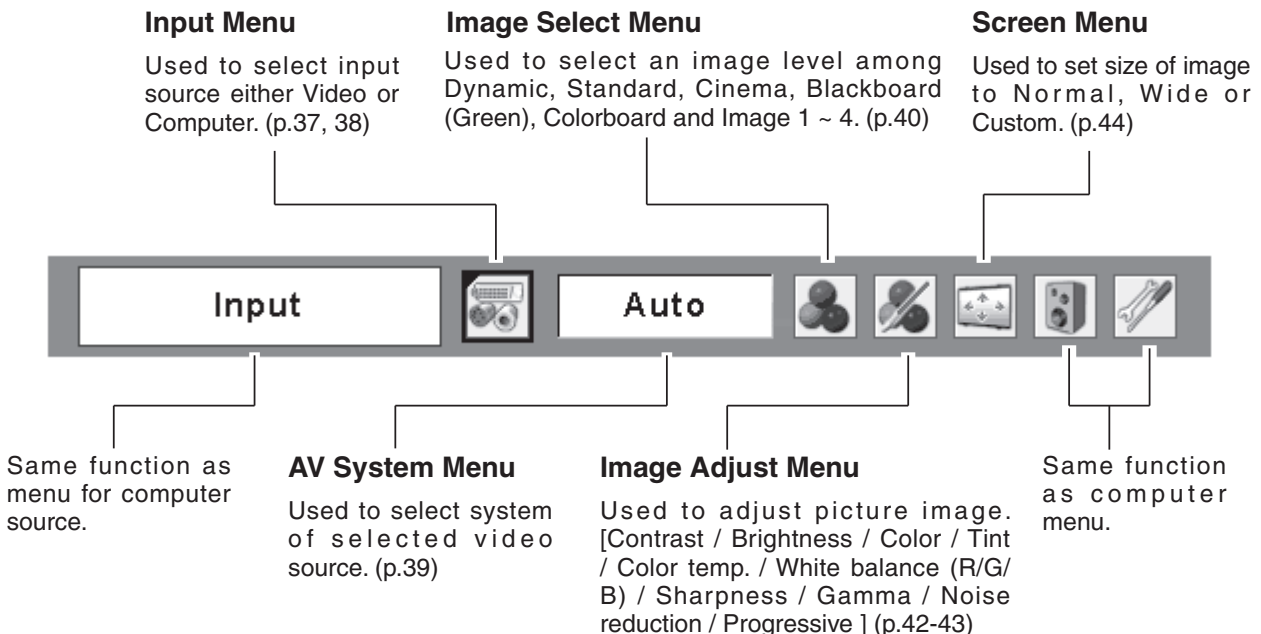 Input Menu
Used to select input
source either Video or
Computer. (p.37, 38)
Image Select Menu
Used to select an image level among
Dynamic, Standard, Cinema, Blackboard
(Green), Colorboard and Image 1 ~ 4. (p.40)
Screen Menu
Used to set size of image
to Normal, Wide or
Custom. (p.44)
Input
Auto
Same function as
menu for computer
source.
AV System Menu
Used to select system
of selected video
source. (p.39)
Image Adjust Menu
Used to adjust picture image.
[Contrast / Brightness / Color / Tint
/ Color temp. / White balance (R/G/
B) / Sharpness / Gamma / Noise
reduction / Progressive ] (p.42-43)
Same function
as computer
menu.